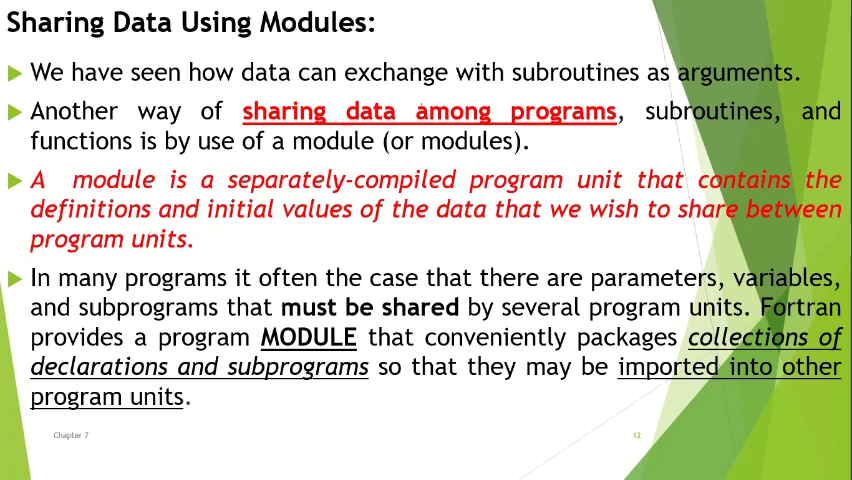 Sharing Data Using Modules:
We have seen how data can exchange with subroutines as arguments.
Another way of sharing data among programs, subroutines, and
functions is by use of a module (or modules).
A module is a separately-compiled program unit that contains the
definitions and initial values of the data that we wish to share between
program units.
In many programs it often the case that there are parameters, variables,
and subprograms that must be shared by several program units. Fortran
provides a program MODULE that conveniently packages collections of
declarations and subprograms so that they may be imported into other
program units.
Chapter 7
12